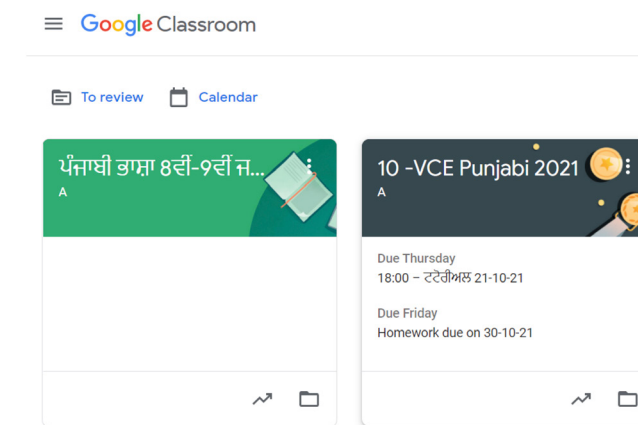 Google Classroom
To review Calendar
ਪੰਜਾਬੀ ਭਾਸ਼ਾ 8ਵੀਂ-9ਵੀਂ ਜ...
A
10 -VCE Punjabi 2021
A
Due Thursday
18:00 – ਟਟੋਰੀਅਲ 21-10-21
Due Friday
Homework due on 30-10-21